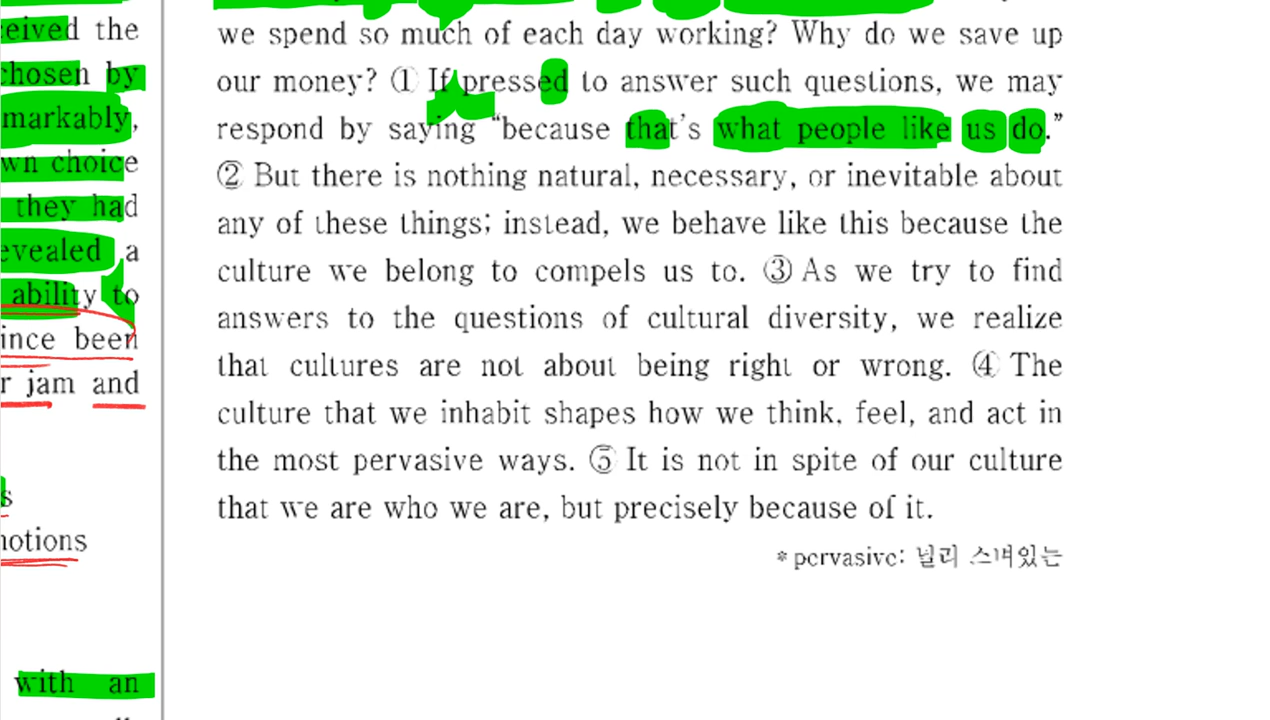 ceived the
chosen by
markably,
wn choice
they had
evealed a
ability to
ince been
r jam and
s
notions
with an
we spend so much of each day working? Why do we save up
our money? ① If pressed to answer such questions, we may
respond by saying “because that's what people like us do.”
② But there is nothing natural, necessary, or inevitable about
any of these things; instead, we behave like this because the
culture we belong to compels us to. ③ As we try to find
answers to the questions of cultural diversity, we realize
that cultures are not about being right or wrong. ④ The
culture that we inhabit shapes how we think, feel, and act in
the most pervasive ways. ⑤ It is not in spite of our culture
that we are who we are, but precisely because of it.
* pervasive: 널리 스며있는